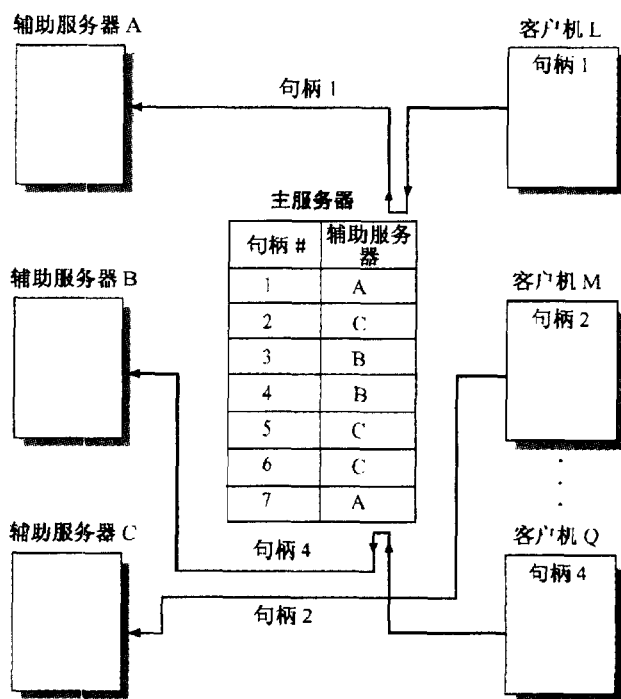 辅助服务器 A
客户机 L
句柄 1
句柄 1
主服务器
句柄 #
辅助服务
器
1 A
2 C
3 B
4 B
5 C
6 C
7 A
辅助服务器 B
客户机 M
句柄 2
辅助服务器 C
句柄 4
客户机 Q
句柄 4
句柄 2